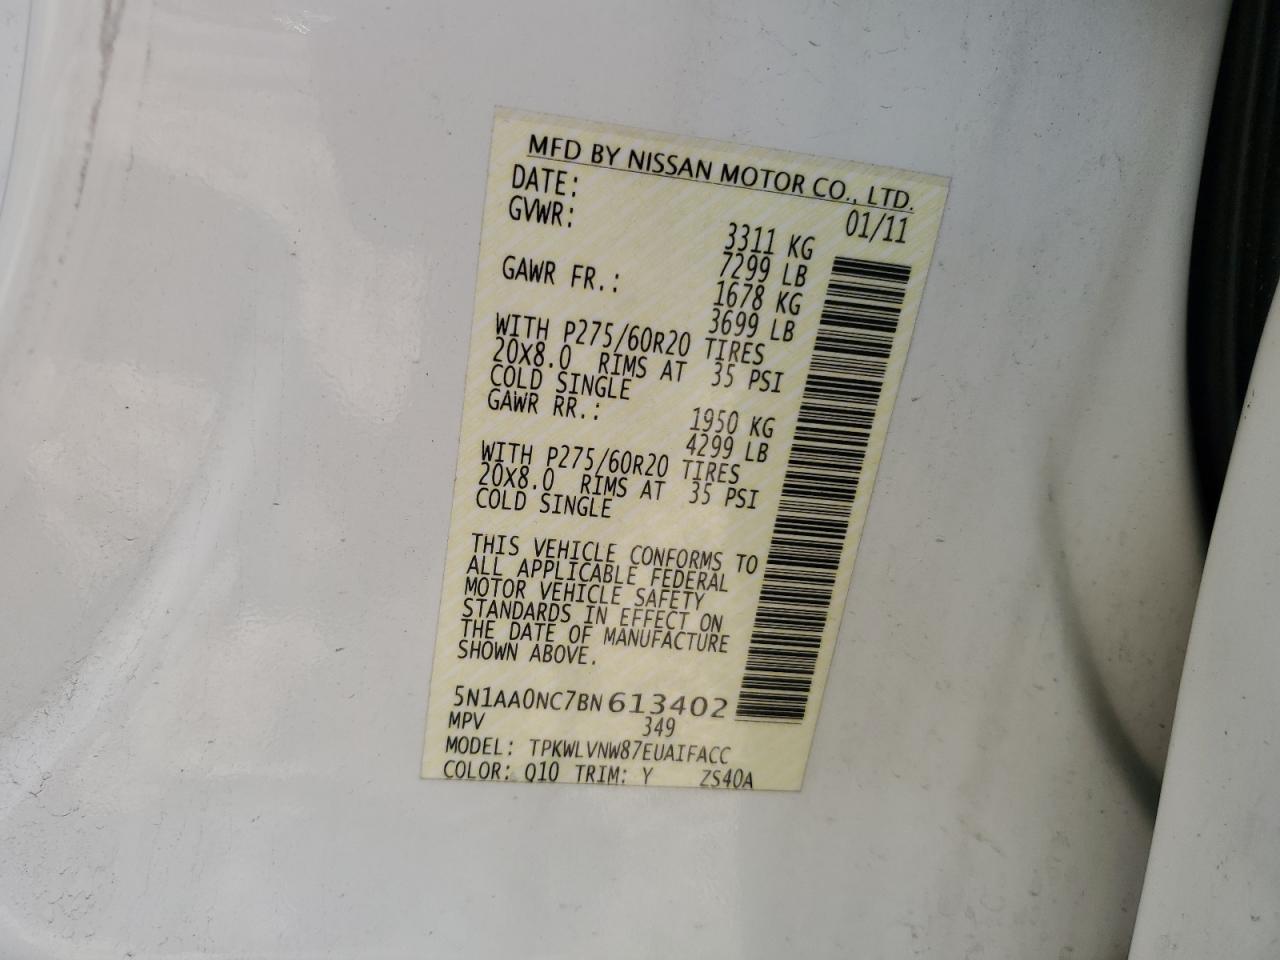 MFD BY NISSAN MOTOR CO., LTD.
DATE: 01/11
GVWR: 3311 KG
7299 LB
GAWR FR.: 1678 KG
3699 LB
WITH P275/60R20 TIRES
20X8.0 RIMS AT 35 PSI
COLD SINGLE
GAWR RR.: 1950 KG
4299 LB
WITH P275/60R20 TIRES
20X8.0 RIMS AT 35 PSI
COLD SINGLE
THIS VEHICLE CONFORMS TO
ALL APPLICABLE FEDERAL
MOTOR VEHICLE SAFETY
STANDARDS IN EFFECT ON
THE DATE OF MANUFACTURE
SHOWN ABOVE.
5N1AA0NC7BN613402
MPV 349
MODEL: TPKWLVNW87EUAIFACC
COLOR: Q10 TRIM: Y ZS40A